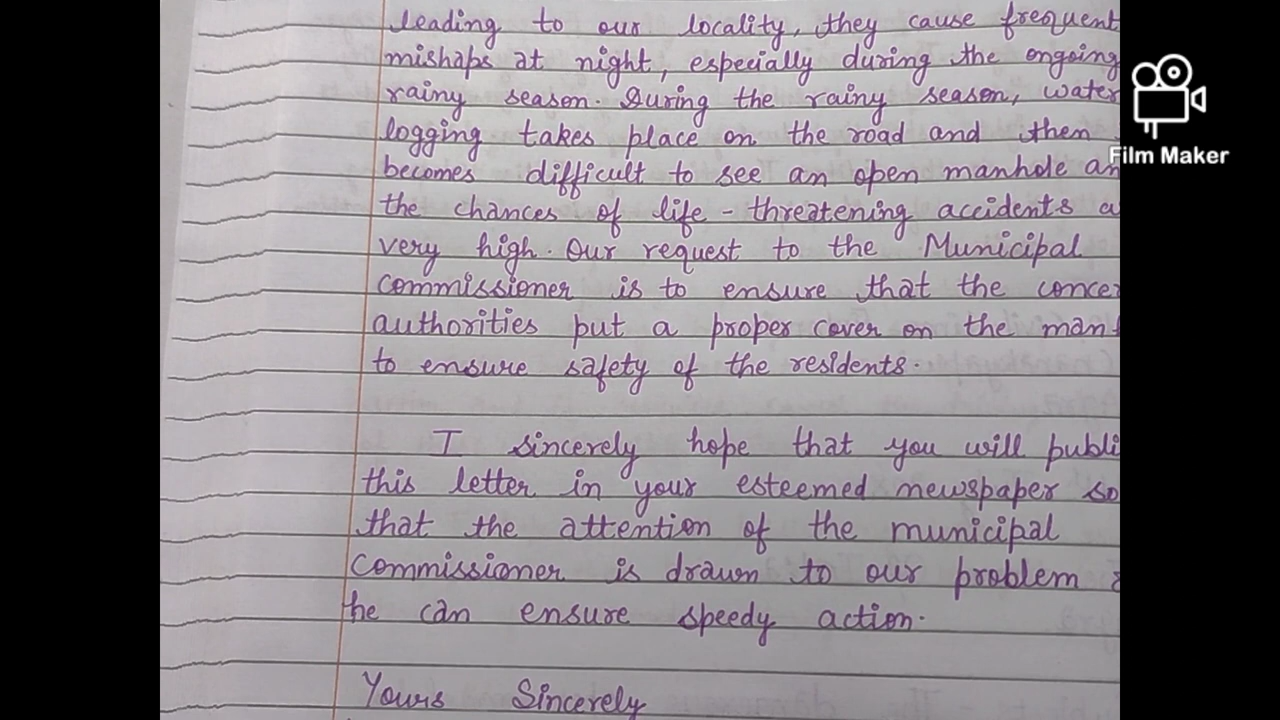 leading to our locality, they cause frequent
mishaps at night, especially during the ongoing
rainy season. During the rainy season, water
logging takes place on the road and then
becomes difficult to see an open manhole an
the chances of life - threatening accidents a
very high. Our request to the Municipal
commissioner is to ensure that the concer
authorities put a proper cover on the manh
to ensure safety of the residents.
I sincerely hope that you will publi
this letter in your esteemed newspaper so
that the attention of the municipal
Commissioner is drawn to our problem
he can ensure speedy action.
Yours Sincerely
Film Maker